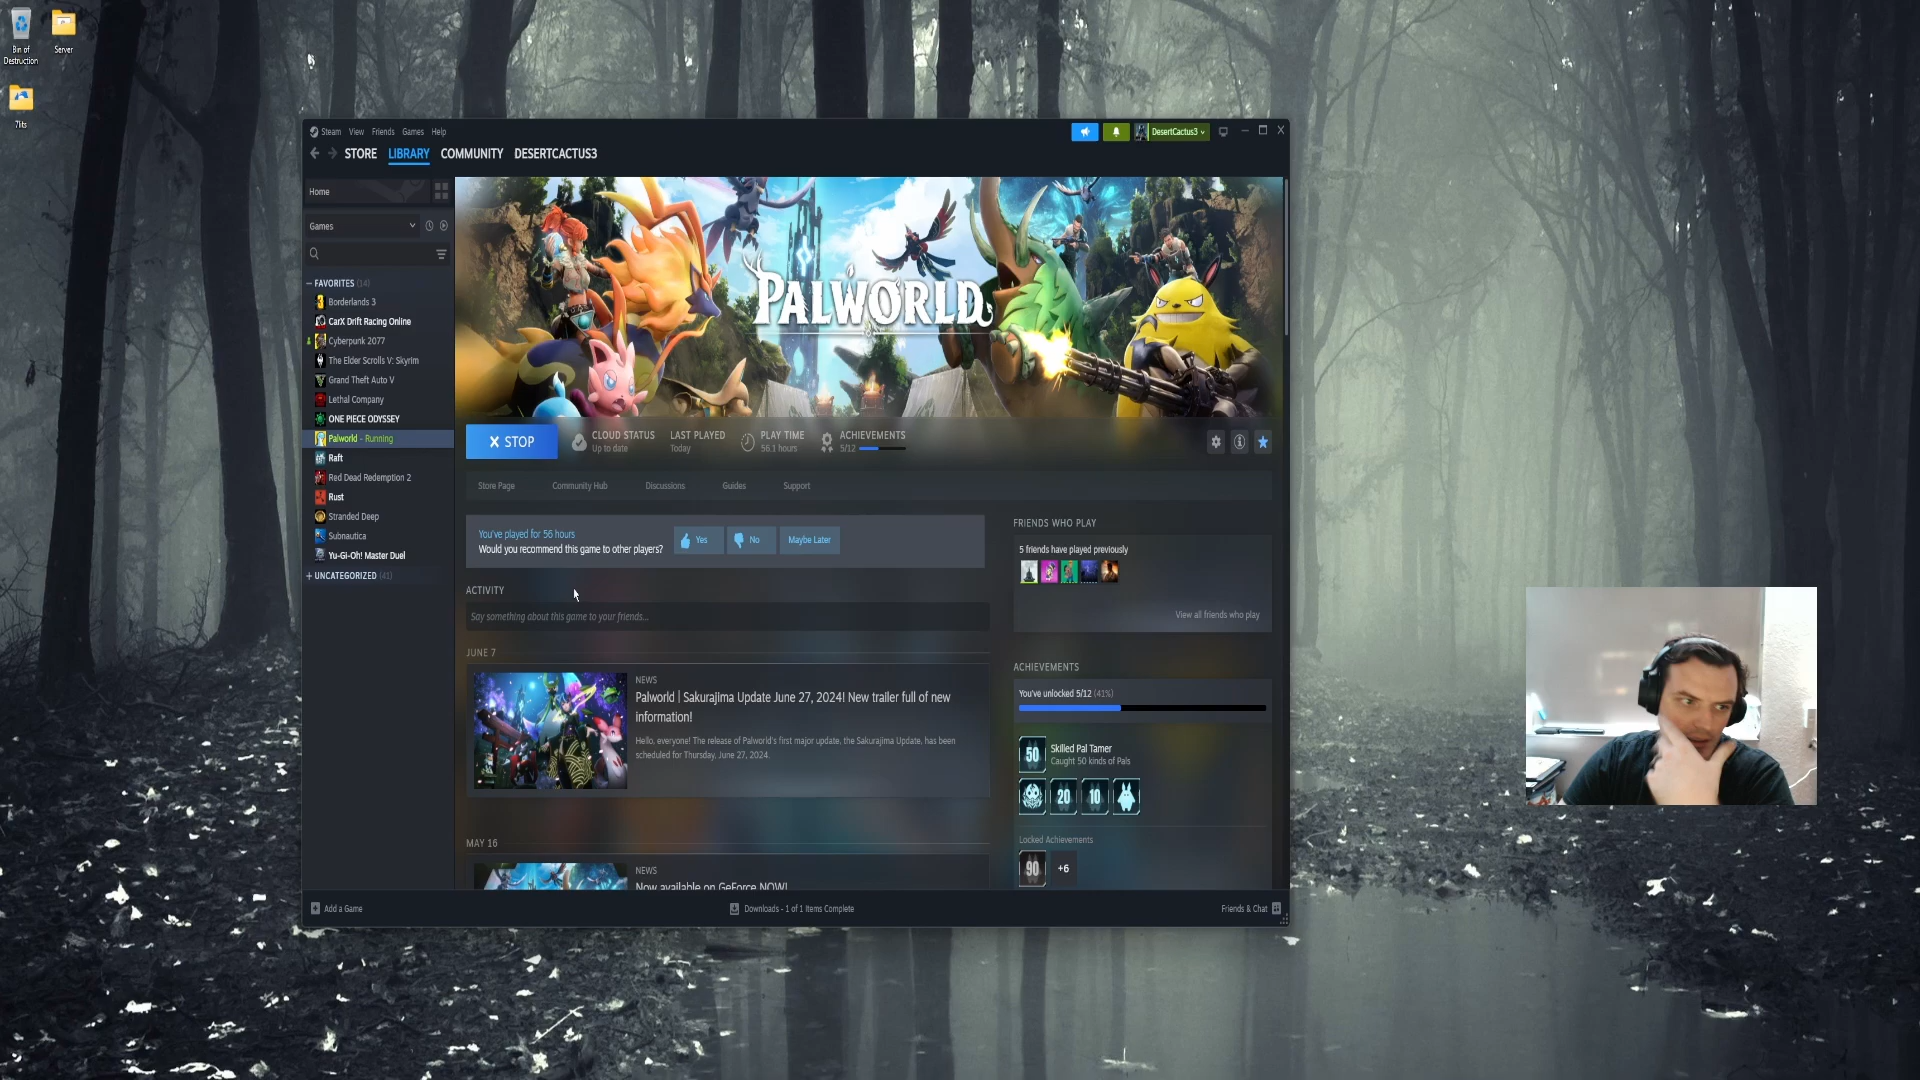 Bin of
Destruction
Server
7lits
Steam View Friends Games Help
DesertCactus3
STORE LIBRARY COMMUNITY DESERTCACTUS3
Home
Games
FAVORITES (14)
Borderlands 3
CarX Drift Racing Online
Cyberpunk 2077
The Elder Scrolls V: Skyrim
Grand Theft Auto V
Lethal Company
ONE PIECE ODYSSEY
Palworld - Running
Raft
Red Dead Redemption 2
Rust
Stranded Deep
Subnautica
Yu-Gi-Oh! Master Duel
UNCATEGORIZED (41)
PALWORLD
STOP
CLOUD STATUS
Up to date
LAST PLAYED
Today
PLAY TIME
56.1 hours
ACHIEVEMENTS
5/12
Store Page Community Hub Discussions Guides Support
You've played for 56 hours
Would you recommend this game to other players?
Yes No Maybe Later
ACTIVITY
Say something about this game to your friends...
JUNE 7
NEWS
Palworld | Sakurajima Update June 27, 2024! New trailer full of new
information!
Hello, everyone! The release of Palworld's first major update, the Sakurajima Update, has been
scheduled for Thursday, June 27, 2024.
MAY 16
NEWS
Now available on GeForce NOW!
FRIENDS WHO PLAY
5 friends have played previously
View all friends who play
ACHIEVEMENTS
You've unlocked 5/12 (41%)
50
Skilled Pal Tamer
Caught 50 kinds of Pals
20 10
Locked Achievements
90 +6
Add a Game
Downloads - 1 of 1 Items Complete
Friends & Chat